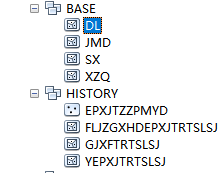 BASE
DL
JMD
SX
XZQ
HISTORY
EPXJTZZPMYD
FLJZGXHDEPXJTRTSLSJ
GJXFTRTSLSJ
YEPXJTRTSLSJ